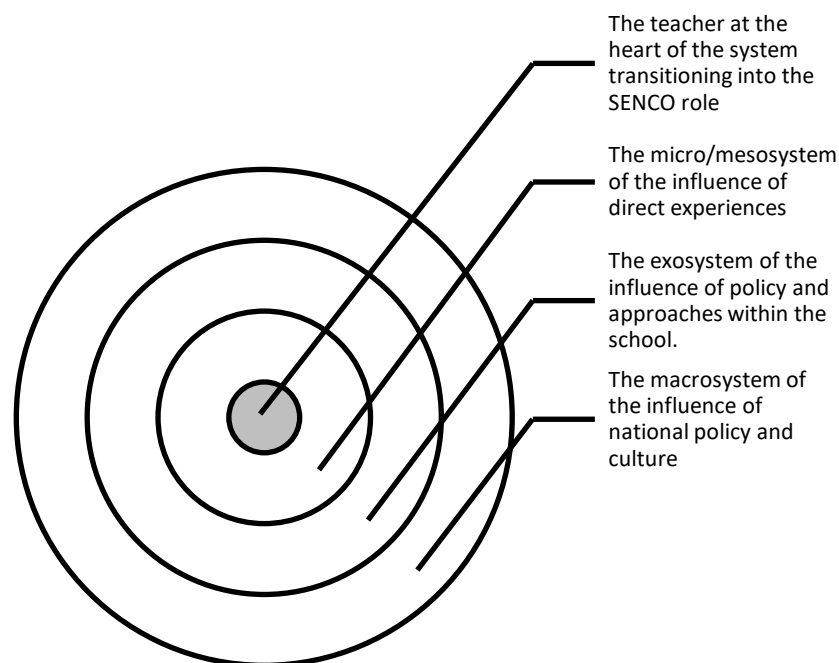 The teacher at the
heart of the system
transitioning into the
SENCO role
The micro/mesosystem
of the influence of
direct experiences
The exosystem of the
influence of policy and
approaches within the
school.
The macrosystem of
the influence of
national policy and
culture